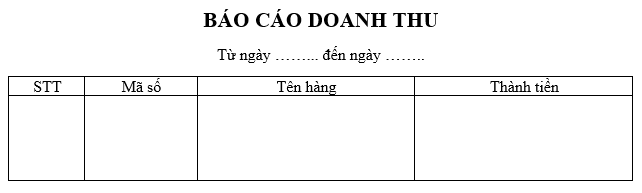 BÁO CÁO DOANH THU
Từ ngày ……... đến ngày ……..
STT Mã số Tên hàng Thành tiền